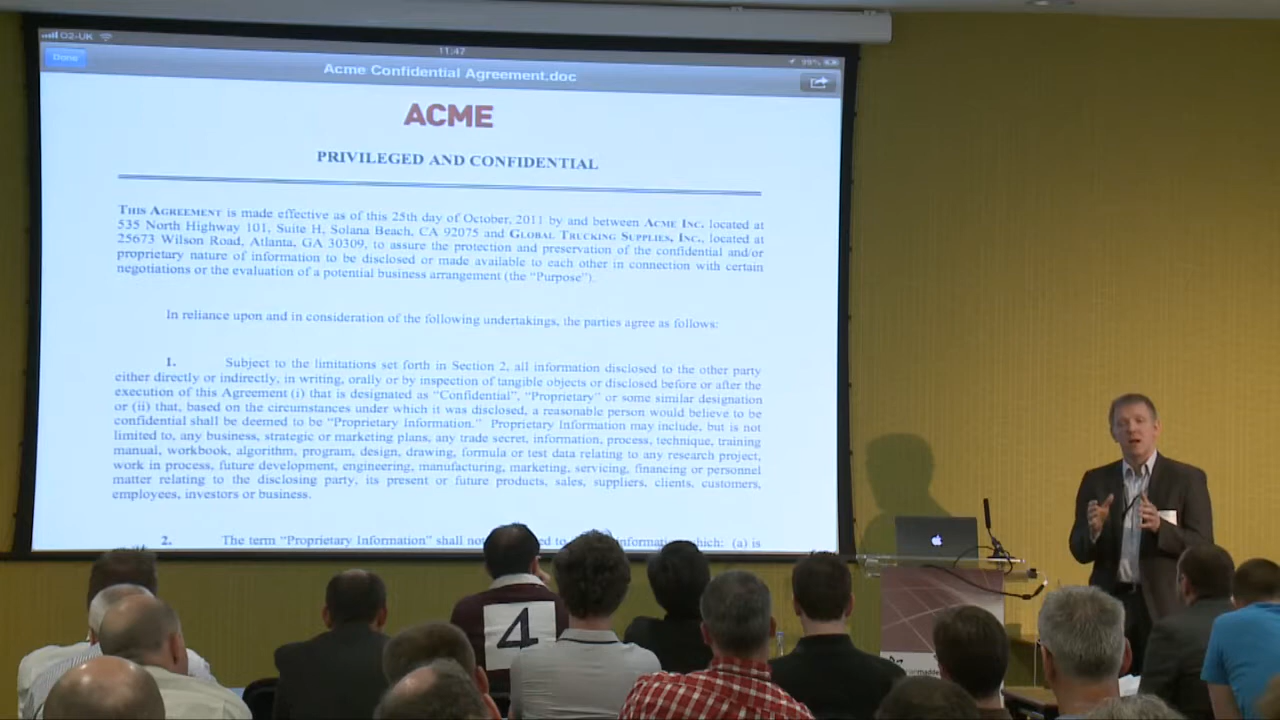 O2-UK
11:47
99%
Done
Acme Confidential Agreement.doc
ACME
PRIVILEGED AND CONFIDENTIAL
THIS AGREEMENT is made effective as of this 25th day of October, 2011 by and between ACME INC. located at
535 North Highway 101, Suite H, Solana Beach, CA 92075 and GLOBAL TRUCKING SUPPLIES, INC., located at
25673 Wilson Road, Atlanta, GA 30309, to assure the protection and preservation of the confidential and/or
proprietary nature of information to be disclosed or made available to each other in connection with certain
negotiations or the evaluation of a potential business arrangement (the “Purpose”).
In reliance upon and in consideration of the following undertakings, the parties agree as follows:
1. Subject to the limitations set forth in Section 2, all information disclosed to the other party
either directly or indirectly, in writing, orally or by inspection of tangible objects or disclosed before or after the
execution of this Agreement (i) that is designated as “Confidential”, “Proprietary” or some similar designation
or (ii) that, based on the circumstances under which it was disclosed, a reasonable person would believe to be
confidential shall be deemed to be “Proprietary Information.” Proprietary Information may include, but is not
limited to, any business, strategic or marketing plans, any trade secret, information, process, technique, training
manual, workbook, algorithm, program, design, drawing, formula or test data relating to any research project,
work in process, future development, engineering, manufacturing, marketing, servicing, financing or personnel
matter relating to the disclosing party, its present or future products, sales, suppliers, clients, customers,
employees, investors or business.
2. The term “Proprietary Information” shall not which: (a) is
4